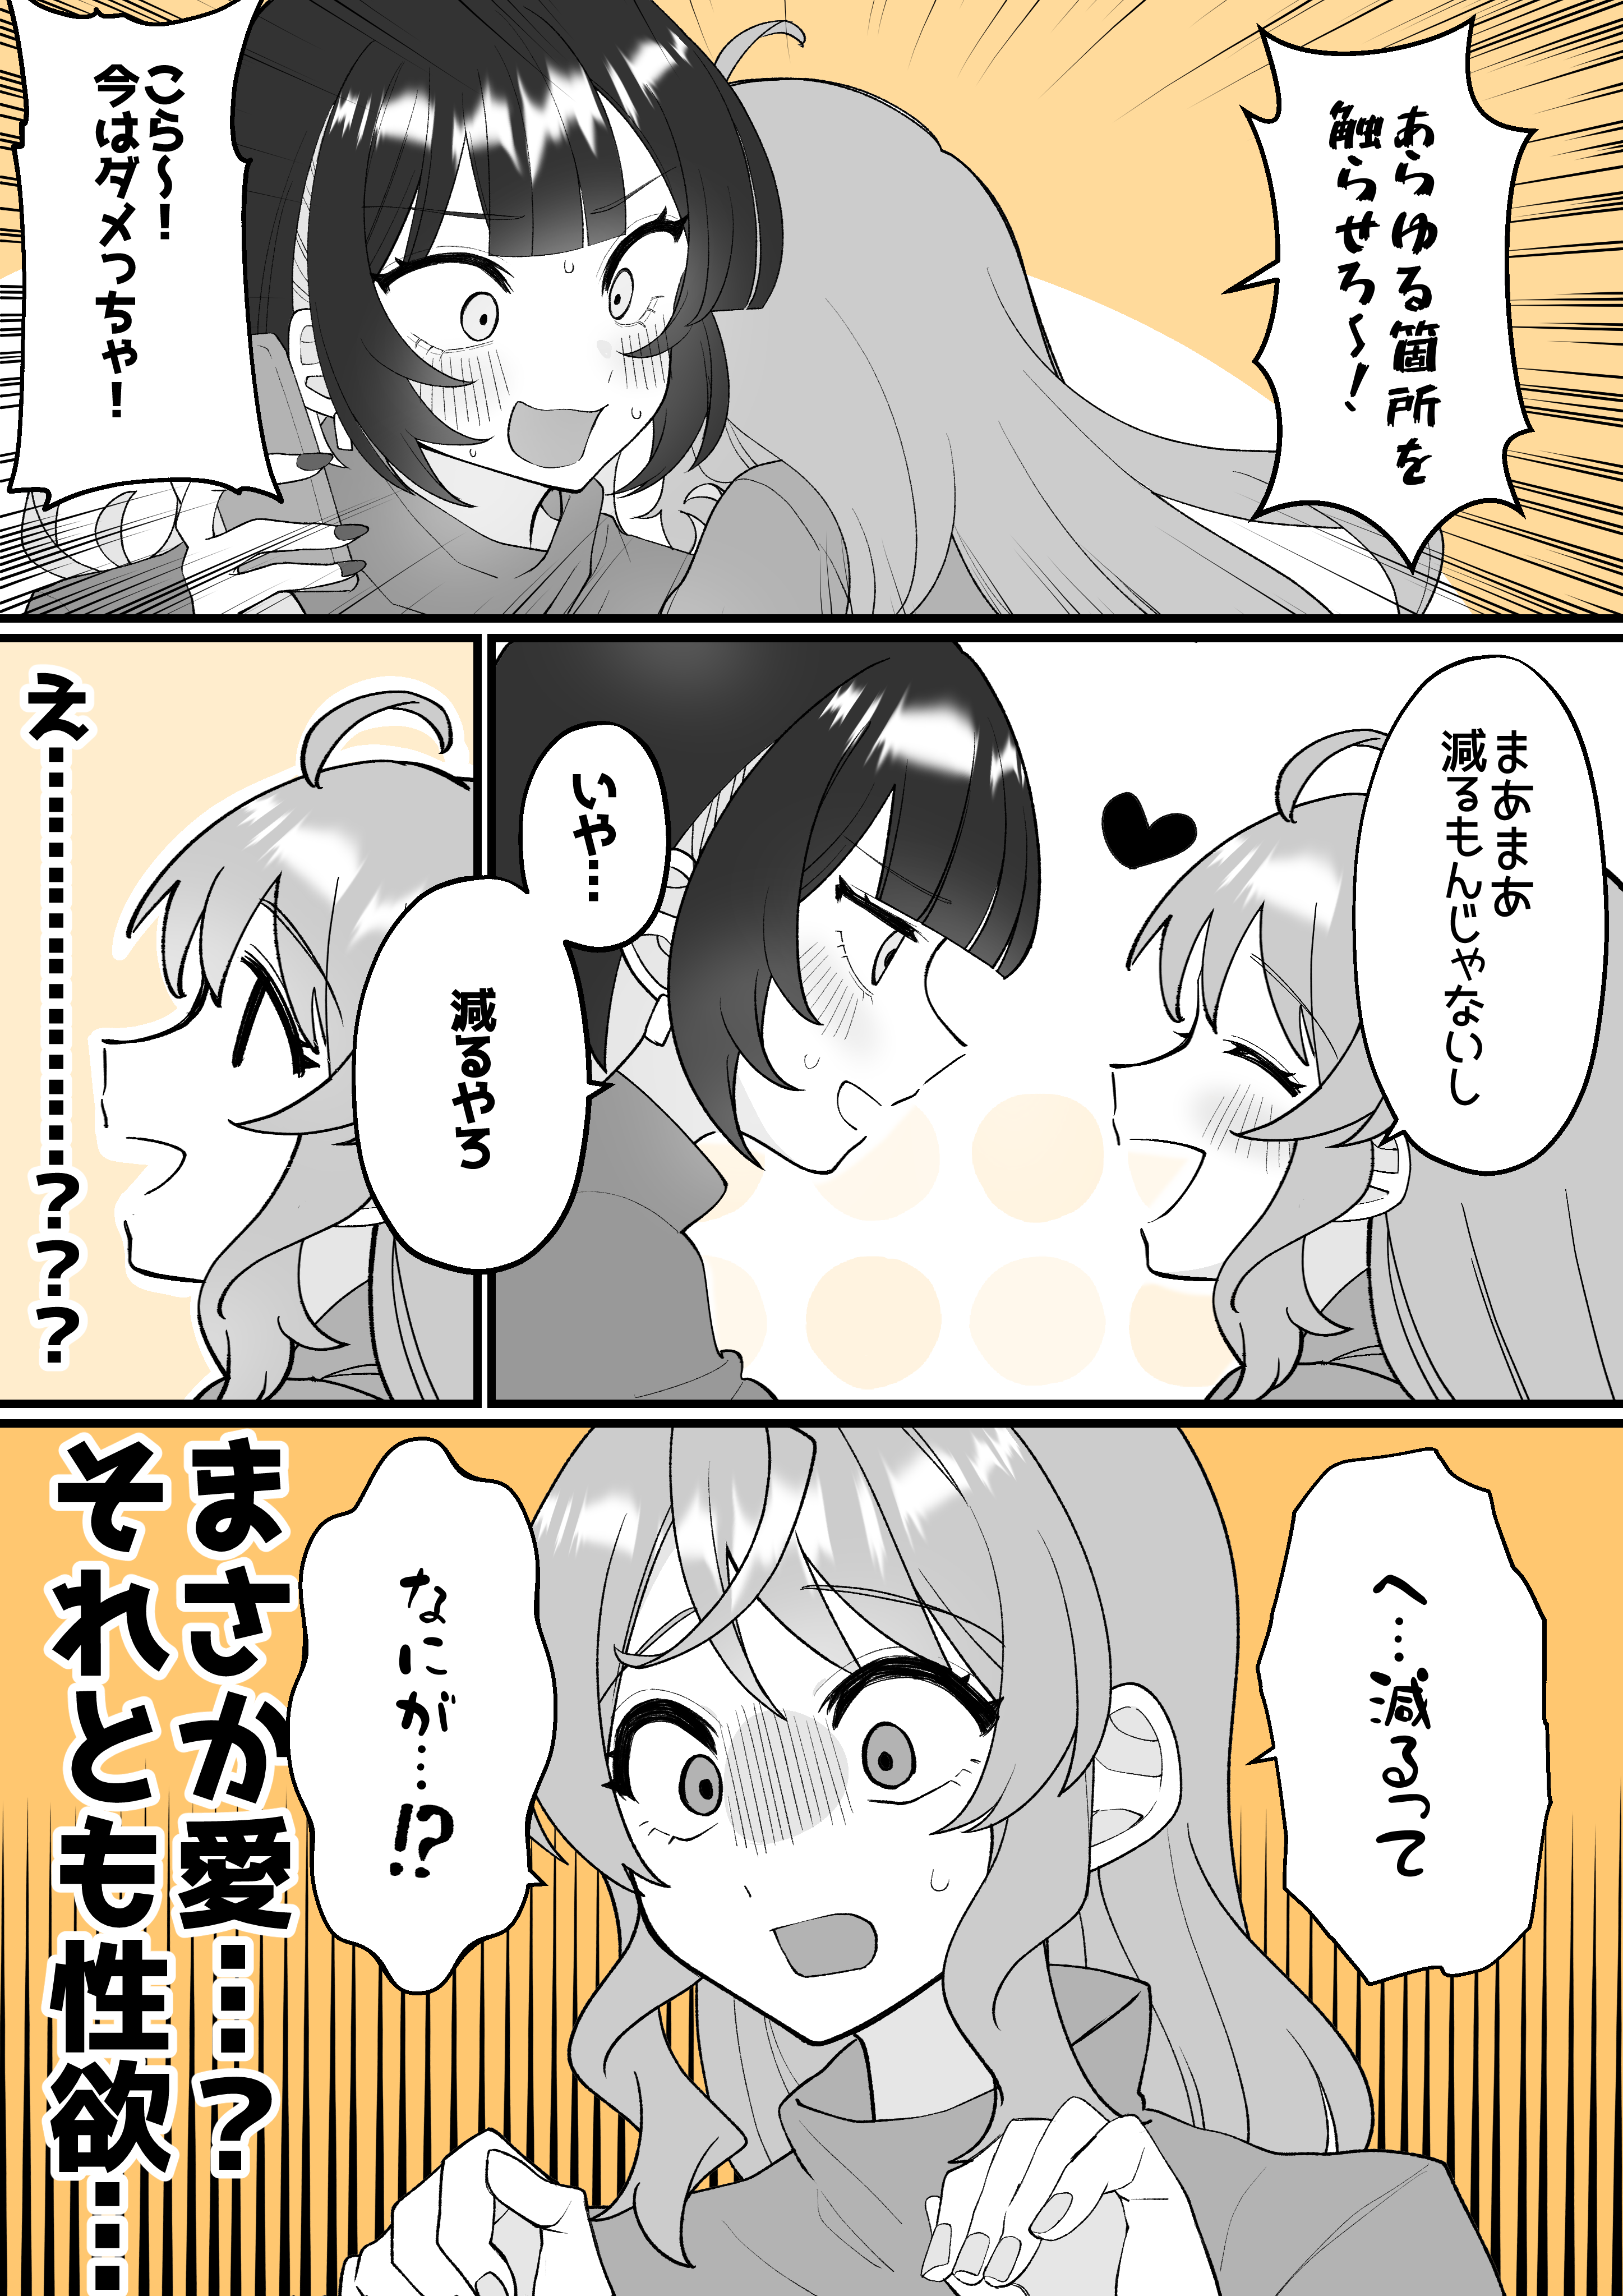 あらゆる箇所を
触らせろ〜！
こら〜！
今はダメっちゃ！
まあまあ
減るもんじゃないし
いや…
減るやろ
え………………………？？？
へ…減るって
なにが…⁉
まさか愛……？
それとも性欲……